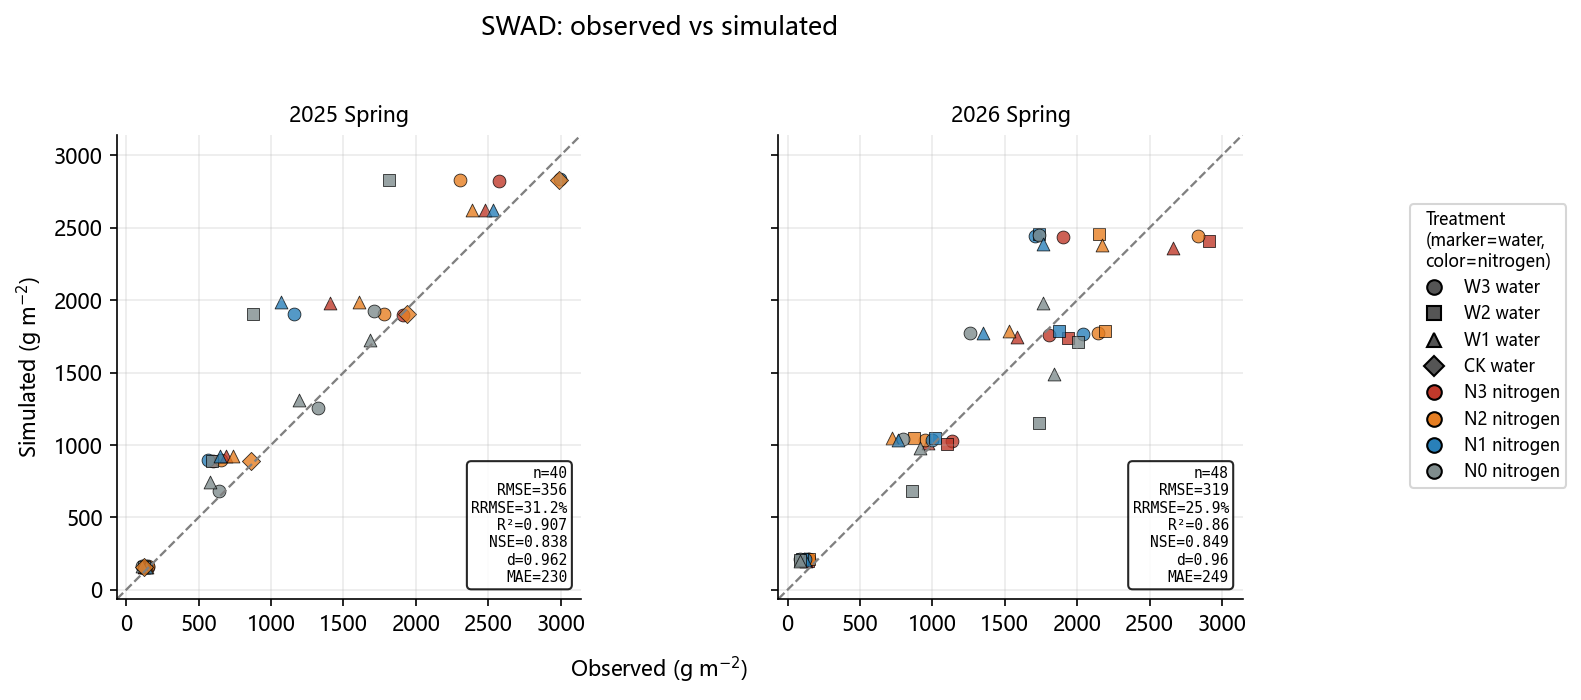 SWAD: observed vs simulated
2025 Spring
2026 Spring
Simulated (g m⁻²)
3000
2500
2000
1500
1000
500
0
n=40
RMSE=356
RRMSE=31.2%
R²=0.907
NSE=0.838
d=0.962
MAE=230
0 500 1000 1500 2000 2500 3000
n=48
RMSE=319
RRMSE=25.9%
R²=0.86
NSE=0.849
d=0.96
MAE=249
0 500 1000 1500 2000 2500 3000
Observed (g m⁻²)
Treatment
(marker=water,
color=nitrogen)
W3 water
W2 water
W1 water
CK water
N3 nitrogen
N2 nitrogen
N1 nitrogen
N0 nitrogen